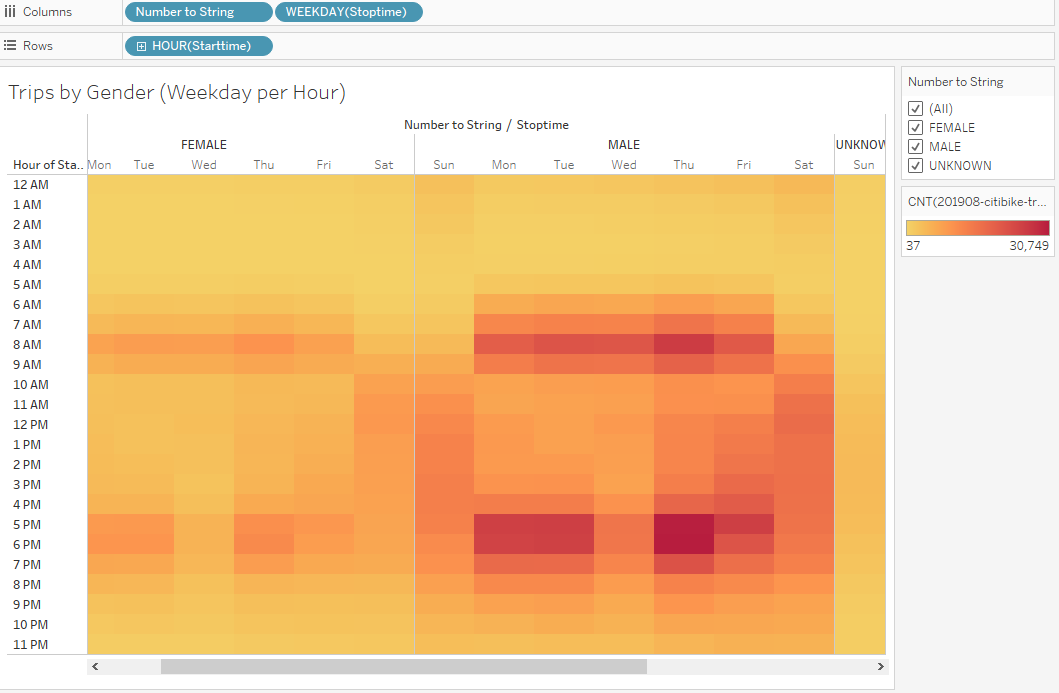 Columns
Number to String
WEEKDAY(Stoptime)
Rows
HOUR(Starttime)
Trips by Gender (Weekday per Hour)
Number to String / Stoptime
FEMALE MALE UNKNOW
Hour of Sta.. Mon Tue Wed Thu Fri Sat Sun Mon Tue Wed Thu Fri Sat Sun
12 AM
1 AM
2 AM
3 AM
4 AM
5 AM
6 AM
7 AM
8 AM
9 AM
10 AM
11 AM
12 PM
1 PM
2 PM
3 PM
4 PM
5 PM
6 PM
7 PM
8 PM
9 PM
10 PM
11 PM
Number to String
(All)
FEMALE
MALE
UNKNOWN
CNT(201908-citibike-tr...
37 30,749